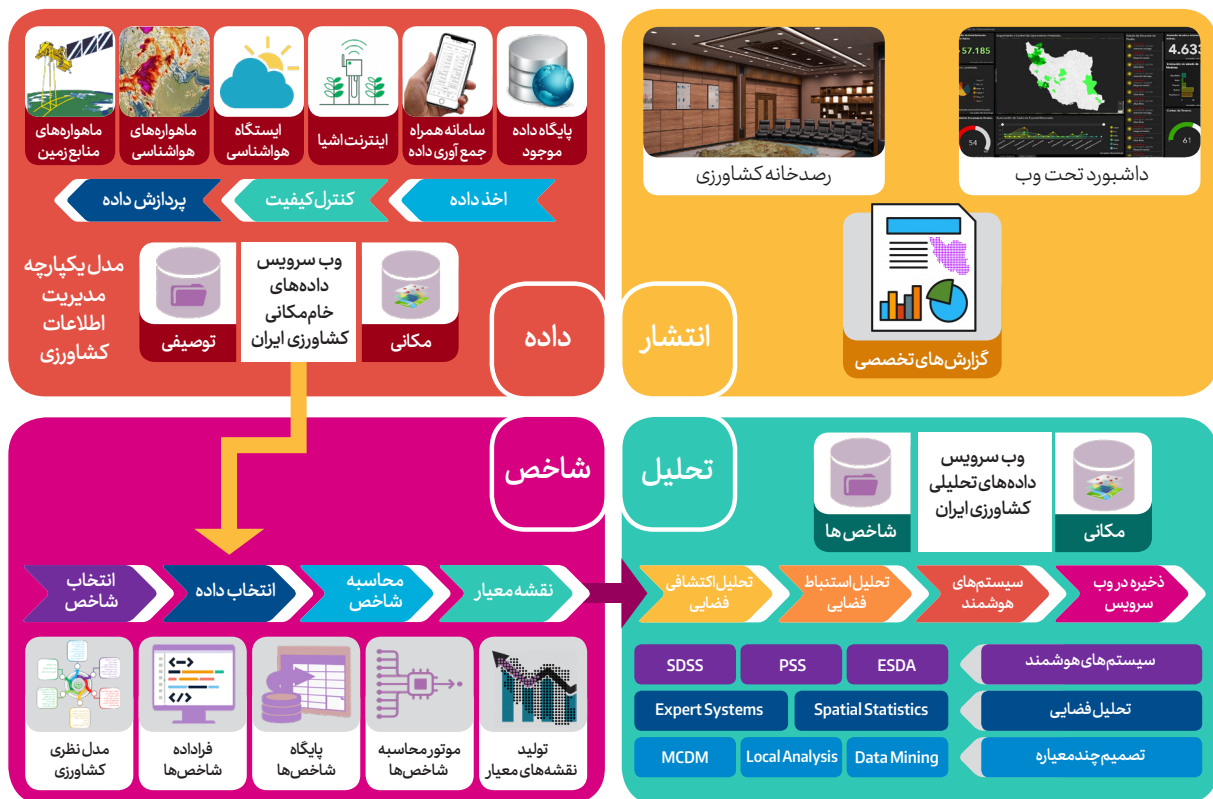 ماهواره‌های
منابع زمین
ماهواره‌های
هواشناسی
ایستگاه
هواشناسی
اینترنت اشیا
سامانه همراه
جمع آوری داده
پایگاه داده
موجود
اخذ داده
کنترل کیفیت
پردازش داده
مدل یکپارچه
مدیریت
اطلاعات
کشاورزی
توصیفی
وب سرویس
داده‌های
خام مکانی
کشاورزی ایران
مکانی
داده
رصدخانه کشاورزی
داشبورد تحت وب
57.185
4.633
54
61
گزارش‌های تخصصی
انتشار
شاخص
انتخاب
شاخص
انتخاب داده
محاسبه
شاخص
نقشه معیار
مدل نظری
کشاورزی
فراداده
شاخص‌ها
پایگاه
شاخص‌ها
موتور محاسبه
شاخص‌ها
تولید
نقشه‌های معیار
تحلیل
شاخص ها
وب سرویس
داده‌های تحلیلی
کشاورزی ایران
مکانی
تحلیل اکتشافی
فضایی
تحلیل استنباط
فضایی
سیستم‌های
هوشمند
ذخیره در وب
سرویس
SDSS
PSS
ESDA
سیستم‌های هوشمند
Expert Systems
Spatial Statistics
تحلیل فضایی
MCDM
Local Analysis
Data Mining
تصمیم چند معیاره